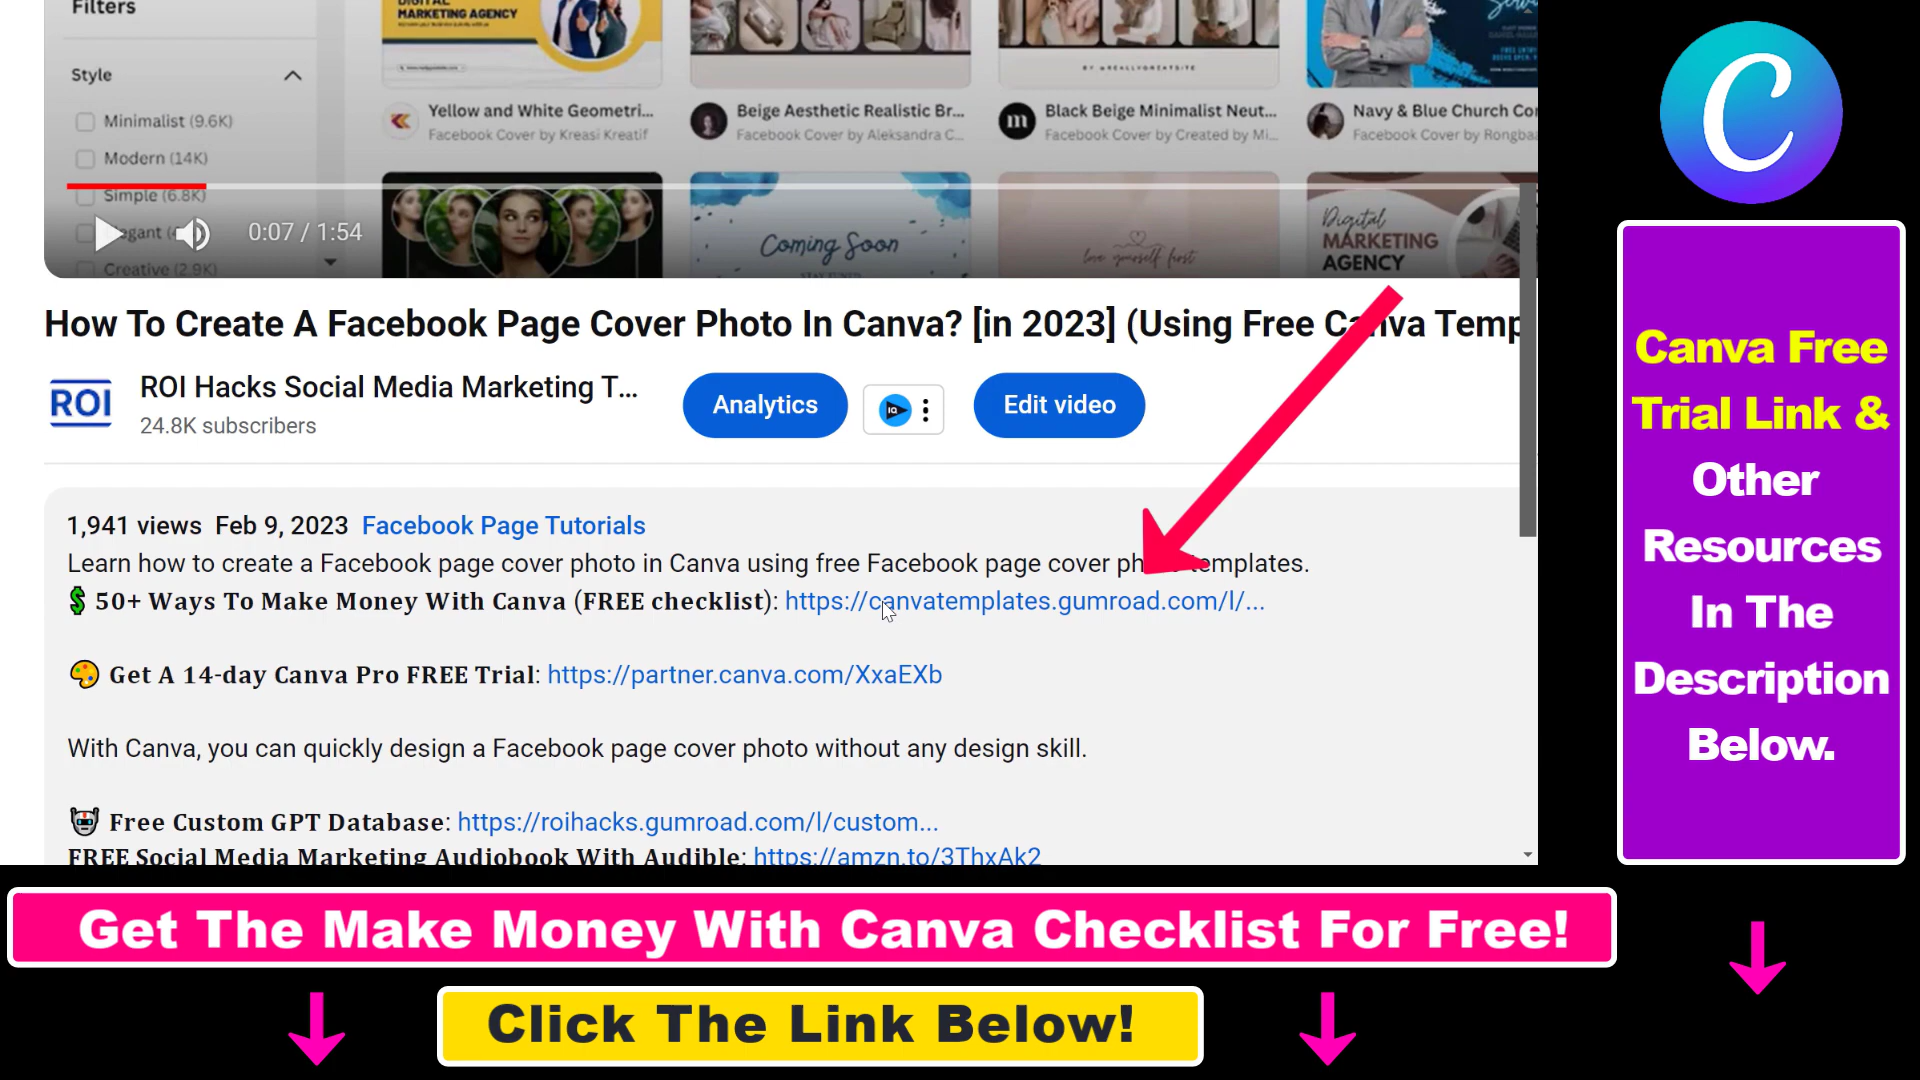 Filters
Style
Minimalist (9.6K)
Modern (14K)
Simple (6.8K)
Creative (2.9K)
MARKETING AGENCY
Yellow and White Geometri...
Facebook Cover by Kreasi Kreatif
Beige Aesthetic Realistic Br...
Facebook Cover by Aleksandra C...
BY @REALLYGREATSITE
m
Black Beige Minimalist Neut...
Facebook Cover by Created by Mi...
Navy & Blue Church Co
Facebook Cover by Rongba
0:07 / 1:54
Coming Soon
love yourself first
Digital
MARKETING
AGENCY
How To Create A Facebook Page Cover Photo In Canva? [in 2023] (Using Free Canva Temp
ROI
ROI Hacks Social Media Marketing T...
24.8K subscribers
Analytics
IQ
Edit video
1,941 views Feb 9, 2023 Facebook Page Tutorials
Learn how to create a Facebook page cover photo in Canva using free Facebook page cover photo templates.
50+ Ways To Make Money With Canva (FREE checklist): https://canvatemplates.gumroad.com/l/...
Get A 14-day Canva Pro FREE Trial: https://partner.canva.com/XxaEXb
With Canva, you can quickly design a Facebook page cover photo without any design skill.
Free Custom GPT Database: https://roihacks.gumroad.com/l/custom...
FREE Social Media Marketing Audiobook With Audible: https://amzn.to/3ThxAk2
C
Canva Free
Trial Link &
Other
Resources
In The
Description
Below.
Get The Make Money With Canva Checklist For Free!
Click The Link Below!